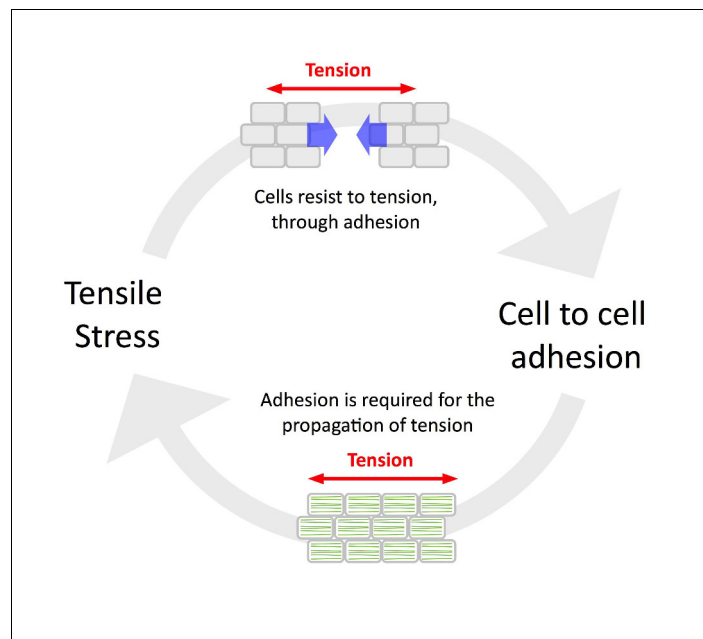 Tension
Cells resist to tension,
through adhesion
Tensile
Stress
Cell to cell
adhesion
Adhesion is required for the
propagation of tension
Tension